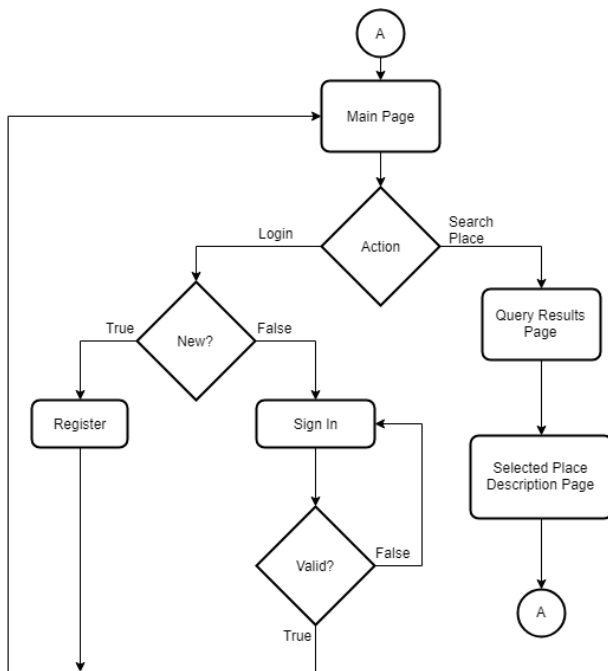 A
Main Page
Login
Action
Search
Place
True
New?
False
Query Results
Page
Register
Sign In
Selected Place
Description Page
Valid?
False
True
A